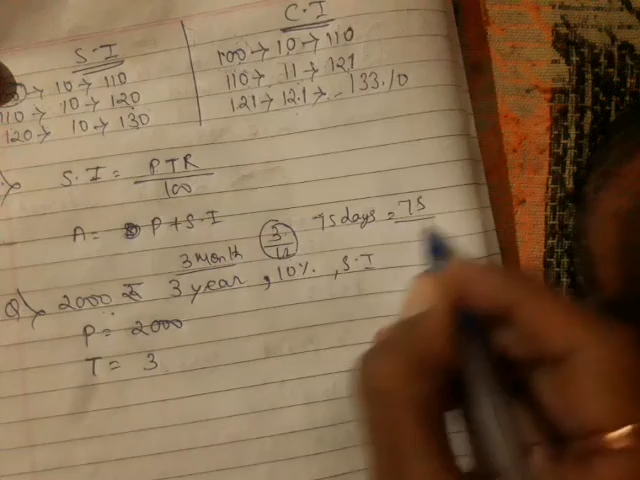 S.I
10 → 110
110 → 10 → 120
120 → 10 → 130
C.I
100 → 10 → 110
110 → 11 → 121
121 → 12.1 → 133.10
S.I = PTR / 100
A = P + S.I
3 month 3/12 75 days = 75
Q) 2000 ₹ 3 year, 10%, S.I
P = 2000
T = 3